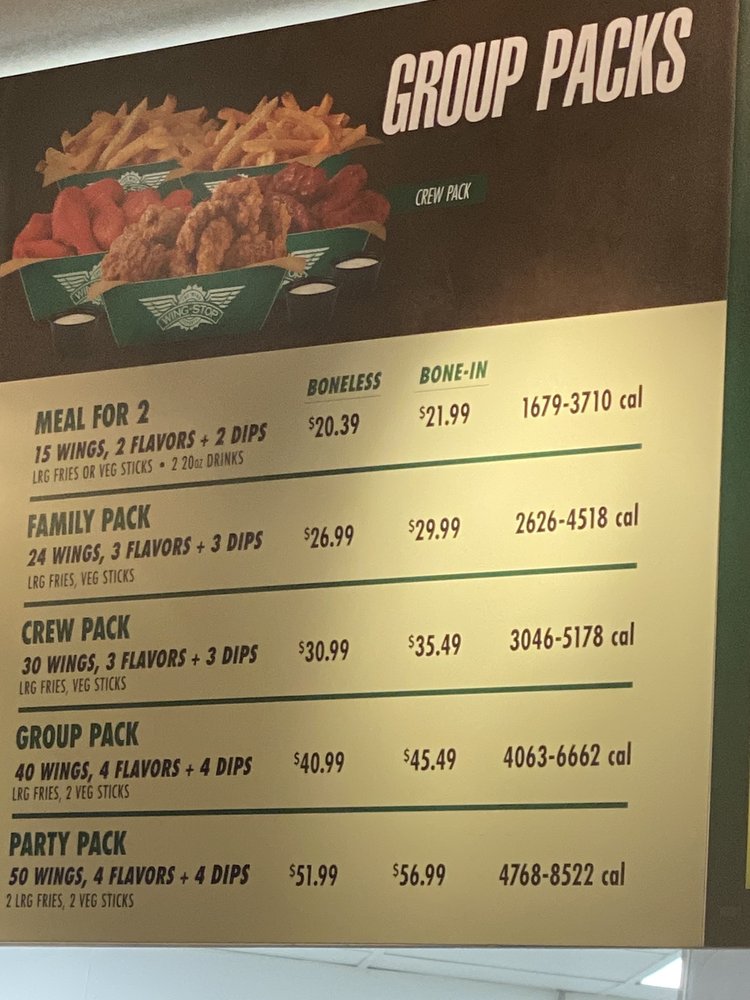 GROUP PACKS
CREW PACK
WING·STOP
BONELESS BONE-IN
MEAL FOR 2
15 WINGS, 2 FLAVORS + 2 DIPS $20.39 $21.99 1679-3710 cal
LRG FRIES OR VEG STICKS • 2 20oz DRINKS
FAMILY PACK
24 WINGS, 3 FLAVORS + 3 DIPS $26.99 $29.99 2626-4518 cal
LRG FRIES, VEG STICKS
CREW PACK
30 WINGS, 3 FLAVORS + 3 DIPS $30.99 $35.49 3046-5178 cal
LRG FRIES, VEG STICKS
GROUP PACK
40 WINGS, 4 FLAVORS + 4 DIPS $40.99 $45.49 4063-6662 cal
LRG FRIES, 2 VEG STICKS
PARTY PACK
50 WINGS, 4 FLAVORS + 4 DIPS $51.99 $56.99 4768-8522 cal
2 LRG FRIES, 2 VEG STICKS